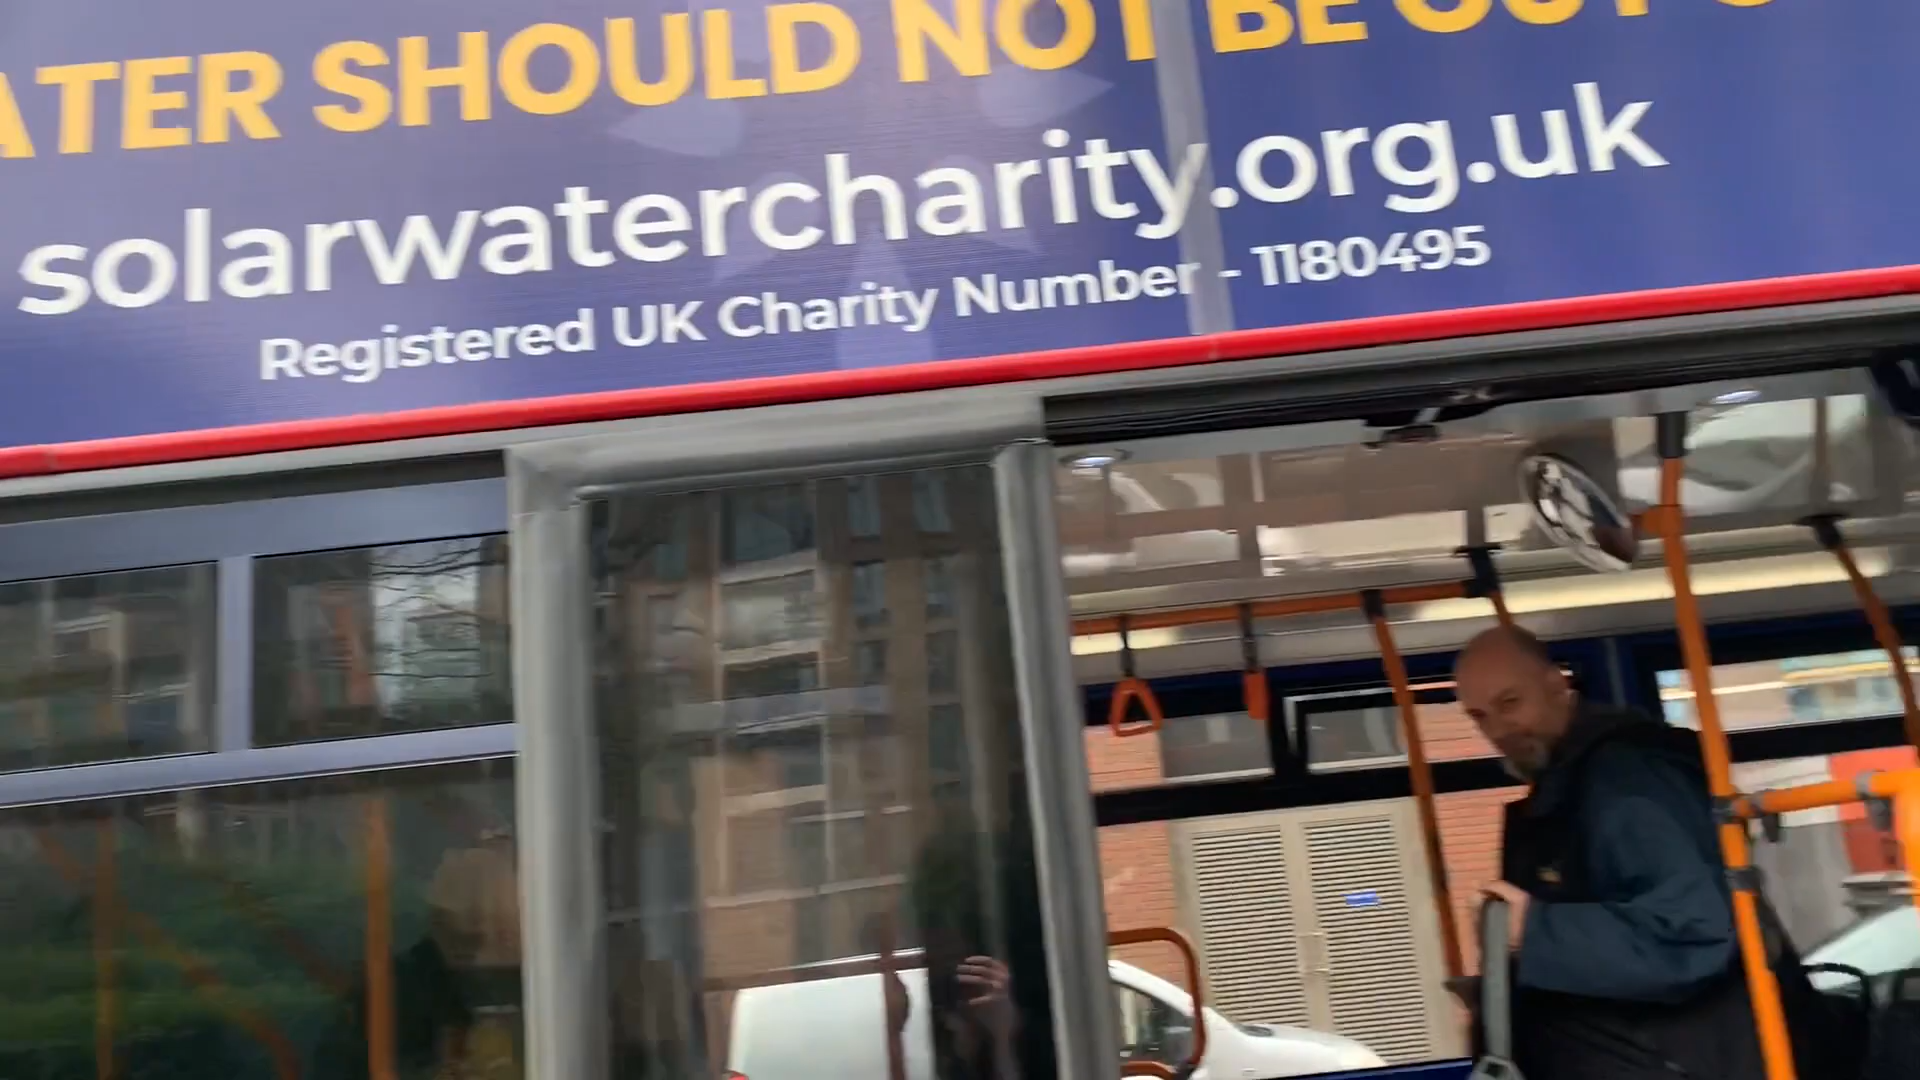 ATER SHOULD NOT BE OUT O
solarwatercharity.org.uk
Registered UK Charity Number - 1180495